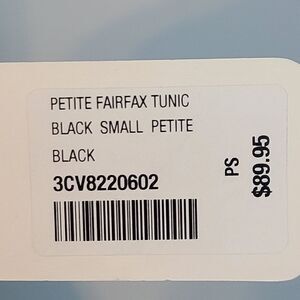 PETITE FAIRFAX TUNIC
BLACK SMALL PETITE
BLACK
3CV8220602
PS
$89.95